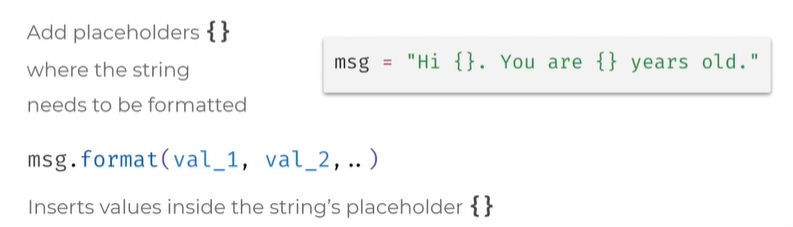 Add placeholders {}
where the string
needs to be formatted
msg = "Hi {}. You are {} years old."
msg.format(val_1, val_2,..)
Inserts values inside the string's placeholder {}